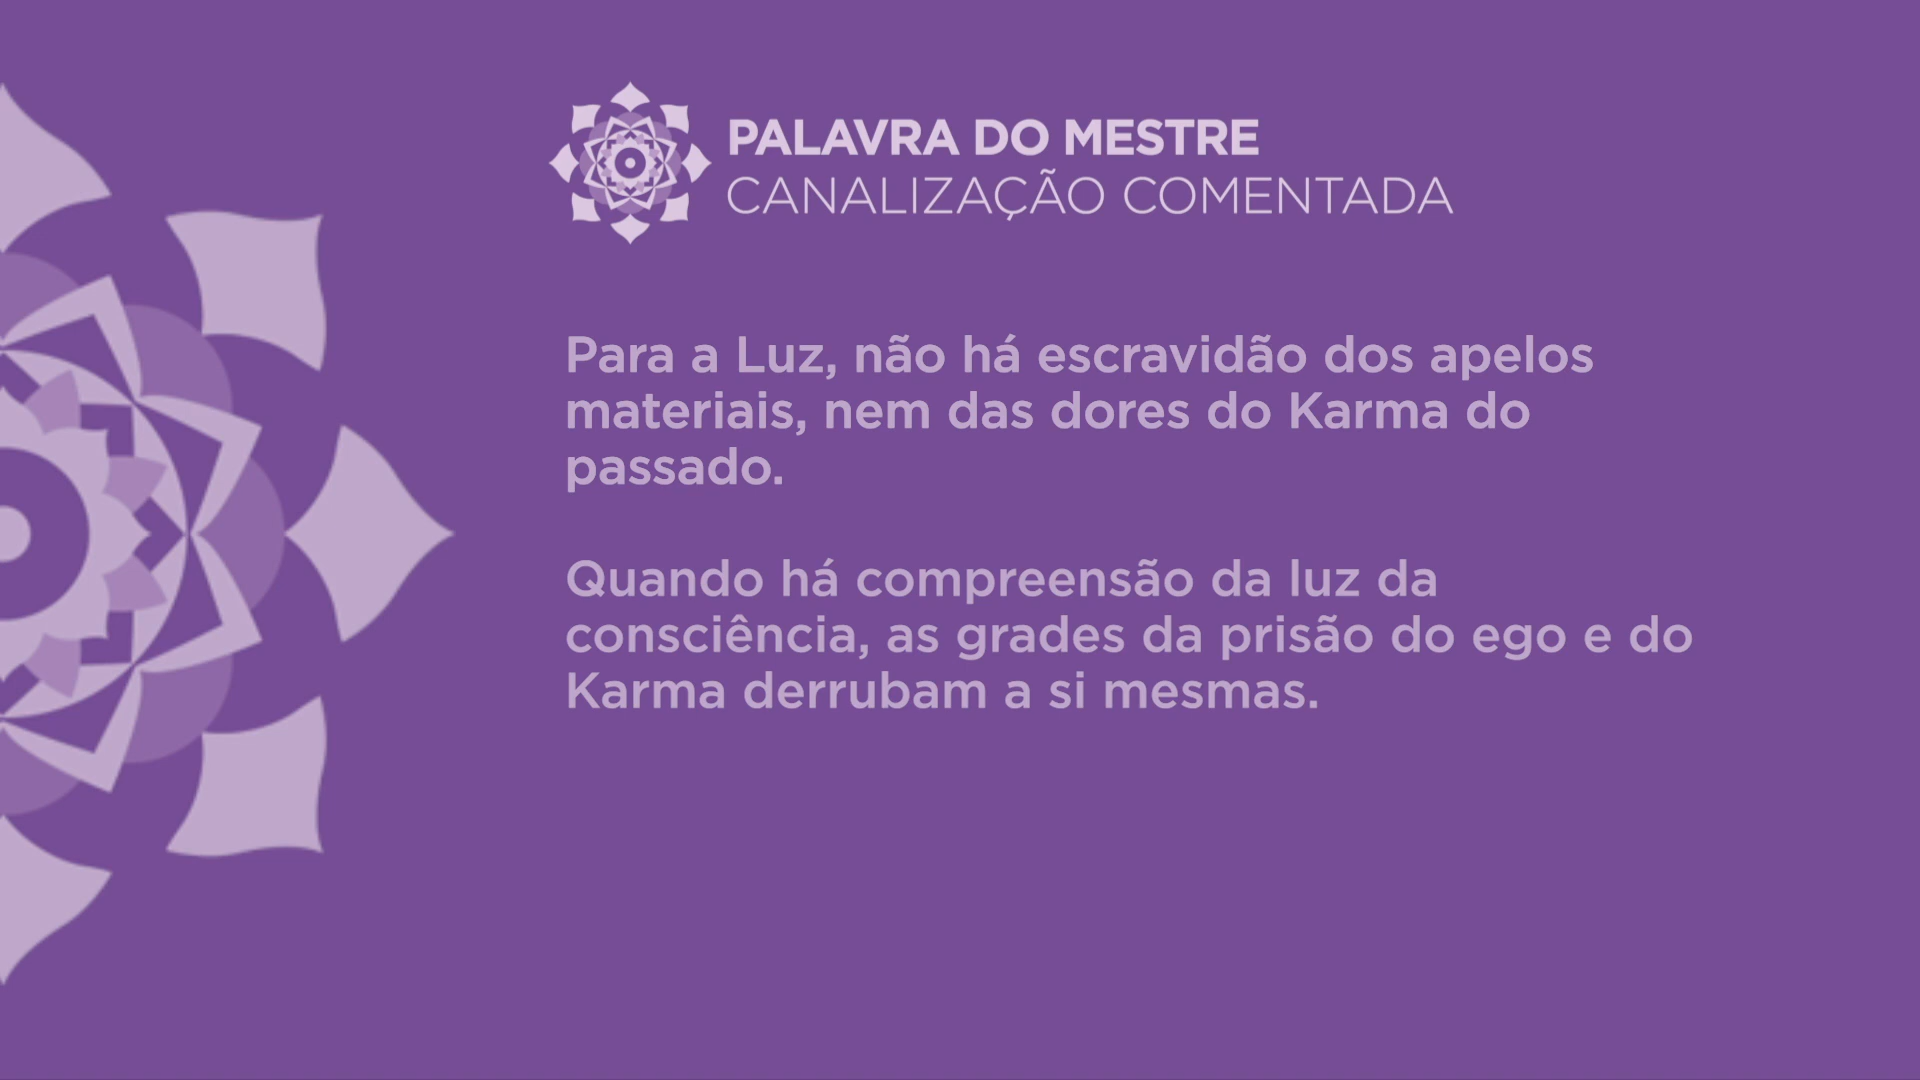 PALAVRA DO MESTRE
CANALIZAÇÃO COMENTADA
Para a Luz, não há escravidão dos apelos
materiais, nem das dores do Karma do
passado.
Quando há compreensão da luz da
consciência, as grades da prisão do ego e do
Karma derrubam a si mesmas.